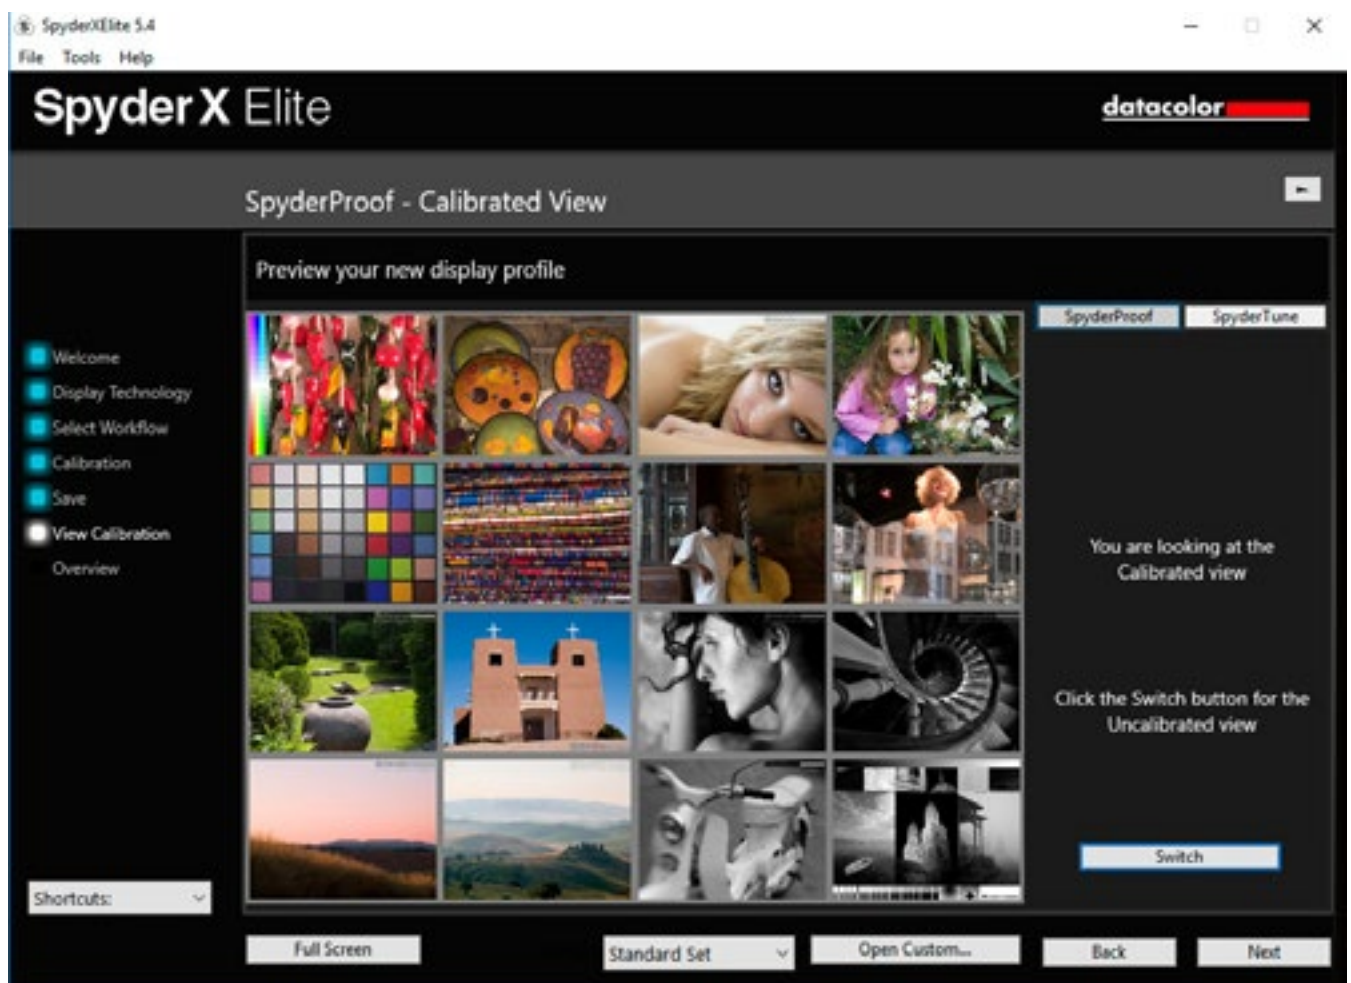 SpyderXElite 5.4
File Tools Help
SpyderX Elite
datacolor
SpyderProof - Calibrated View
Preview your new display profile
SpyderProof SpyderTune
Welcome
Display Technology
Select Workflow
Calibration
Save
View Calibration
Overview
You are looking at the
Calibrated view
Click the Switch button for the
Uncalibrated view
Switch
Shortcuts:
Full Screen
Standard Set
Open Custom...
Back
Next